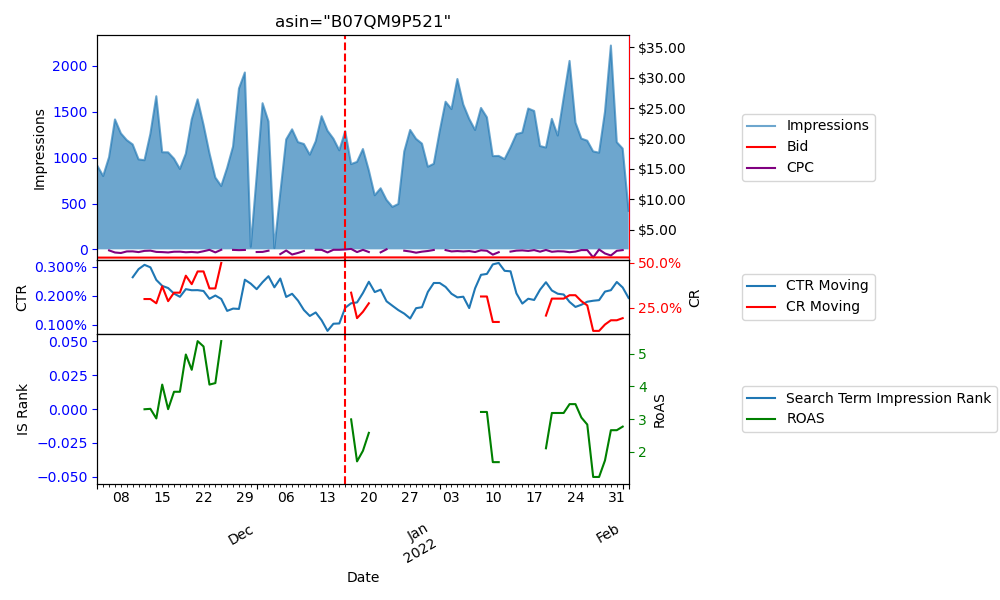 asin="B07QM9P521"
2000
1500
1000
500
0
Impressions
$35.00
$30.00
$25.00
$20.00
$15.00
$10.00
$5.00
Impressions
Bid
CPC
0.300%
0.200%
0.100%
CTR
50.0%
25.0%
CR
CTR Moving
CR Moving
0.050
0.025
0.000
−0.025
−0.050
IS Rank
5
4
3
2
RoAS
Search Term Impression Rank
ROAS
08 15 22 29 06 13 20 27 03 10 17 24 31
Dec Jan Feb
2022
Date